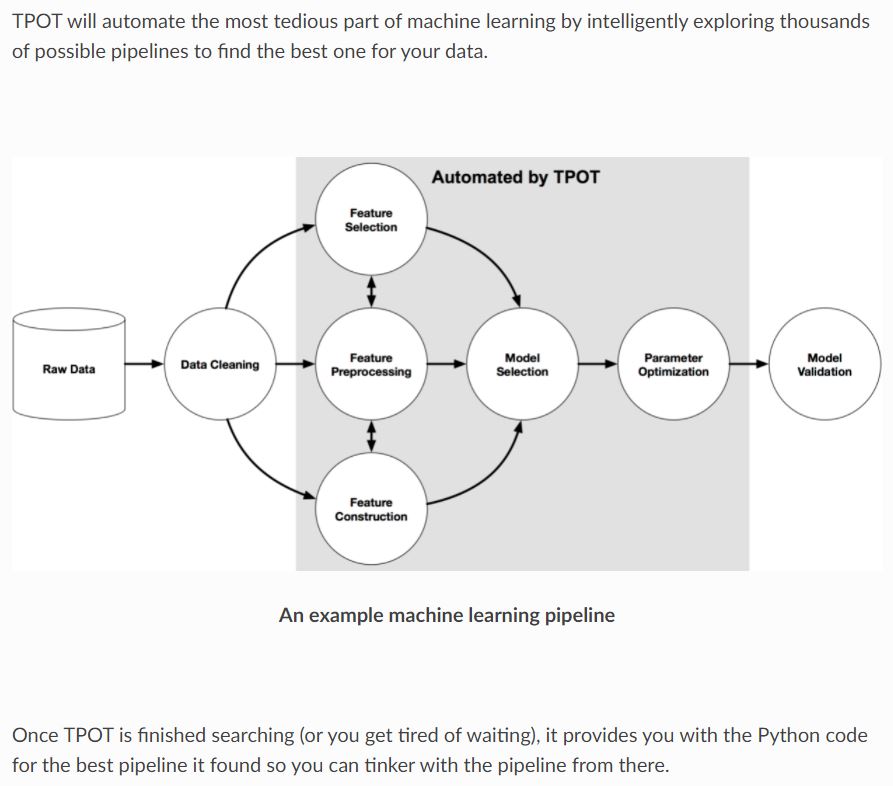 TPOT will automate the most tedious part of machine learning by intelligently exploring thousands
of possible pipelines to find the best one for your data.
Automated by TPOT
Feature
Selection
Raw Data
Data Cleaning
Feature
Preprocessing
Model
Selection
Parameter
Optimization
Model
Validation
Feature
Construction
An example machine learning pipeline
Once TPOT is finished searching (or you get tired of waiting), it provides you with the Python code
for the best pipeline it found so you can tinker with the pipeline from there.